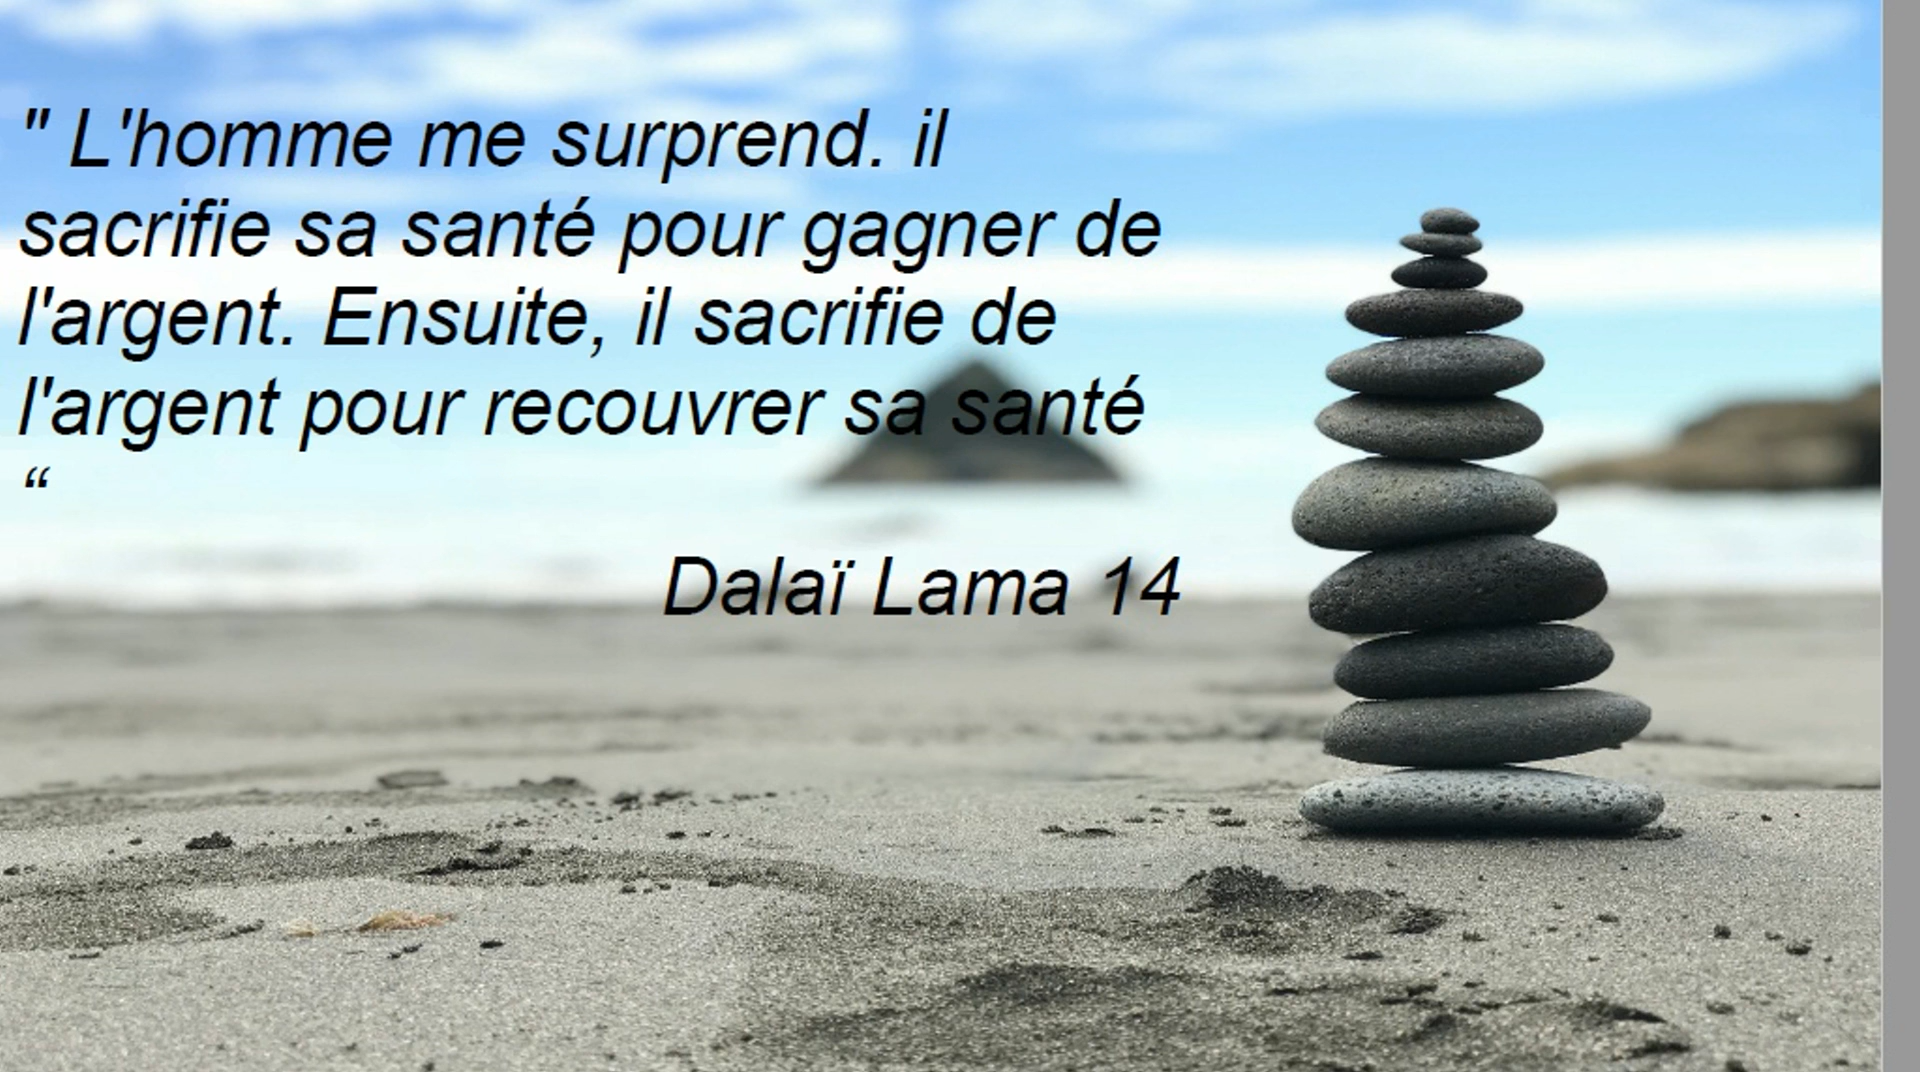 " L'homme me surprend. il
sacrifie sa santé pour gagner de
l'argent. Ensuite, il sacrifie de
l'argent pour recouvrer sa santé
“
Dalaï Lama 14